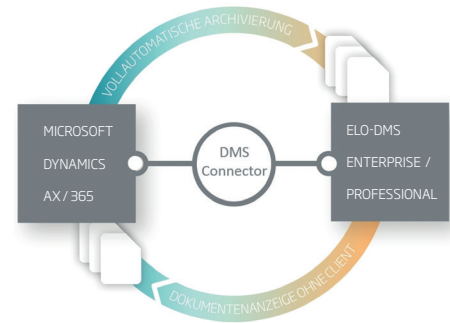 VOLLAUTOMATISCHE ARCHIVIERUNG
MICROSOFT
DYNAMICS
AX / 365
DMS
Connector
ELO-DMS
ENTERPRISE /
PROFESSIONAL
DOKUMENTENANZEIGE OHNE CLIENT